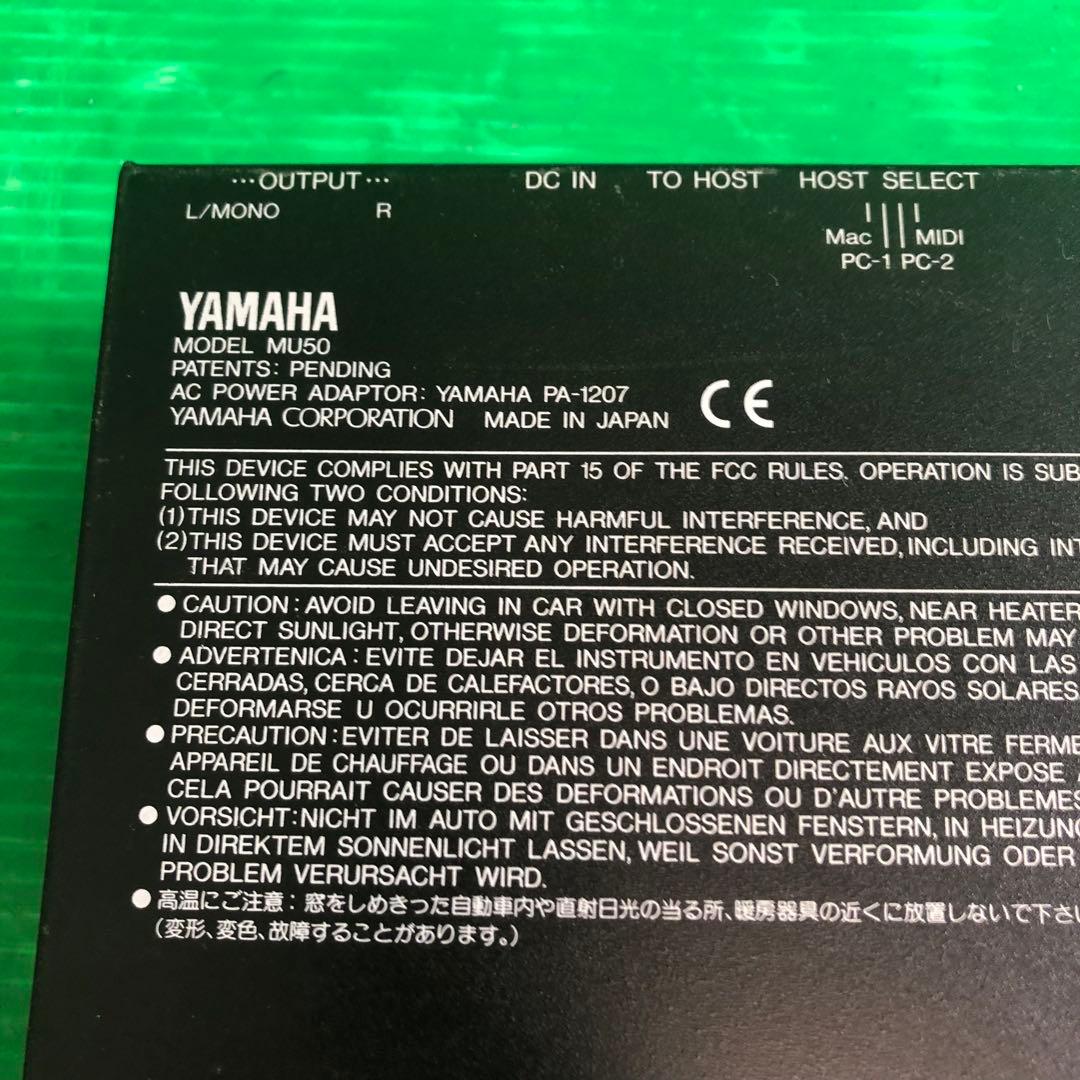 ···OUTPUT··· DC IN TO HOST HOST SELECT
L/MONO R
Mac MIDI
PC-1 PC-2
YAMAHA
MODEL MU50
PATENTS: PENDING
AC POWER ADAPTOR: YAMAHA PA-1207
YAMAHA CORPORATION MADE IN JAPAN CE
THIS DEVICE COMPLIES WITH PART 15 OF THE FCC RULES. OPERATION IS SUB
FOLLOWING TWO CONDITIONS:
(1)THIS DEVICE MAY NOT CAUSE HARMFUL INTERFERENCE, AND
(2)THIS DEVICE MUST ACCEPT ANY INTERFERENCE RECEIVED, INCLUDING INT
THAT MAY CAUSE UNDESIRED OPERATION.
● CAUTION: AVOID LEAVING IN CAR WITH CLOSED WINDOWS, NEAR HEATER
DIRECT SUNLIGHT, OTHERWISE DEFORMATION OR OTHER PROBLEM MAY
● ADVERTENICA: EVITE DEJAR EL INSTRUMENTO EN VEHICULOS CON LAS
CERRADAS, CERCA DE CALEFACTORES, O BAJO DIRECTOS RAYOS SOLARES
DEFORMARSE U OCURRIRLE OTROS PROBLEMAS.
● PRECAUTION: EVITER DE LAISSER DANS UNE VOITURE AUX VITRE FERME
APPAREIL DE CHAUFFAGE OU DANS UN ENDROIT DIRECTEMENT EXPOSE A
CELA POURRAIT CAUSER DES DEFORMATIONS OU D'AUTRE PROBLEMES
● VORSICHT: NICHT IM AUTO MIT GESCHLOSSENEN FENSTERN, IN HEIZUNG
IN DIREKTEM SONNENLICHT LASSEN, WEIL SONST VERFORMUNG ODER
PROBLEM VERURSACHT WIRD.
● 高温にご注意：窓をしめきった自動車内や直射日光の当る所、暖房器具の近くに放置しないで下さい
（変形、変色、故障することがあります。）